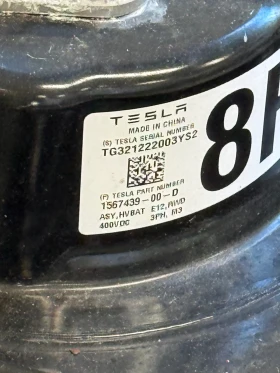 TESLA
MADE IN CHINA
(S) TESLA SERIAL NUMBER
TG321222003YS2
(P) TESLA PART NUMBER
1567439-00-D
ASY,HVBAT E12,RWD
400VDC 3PH, M3
8